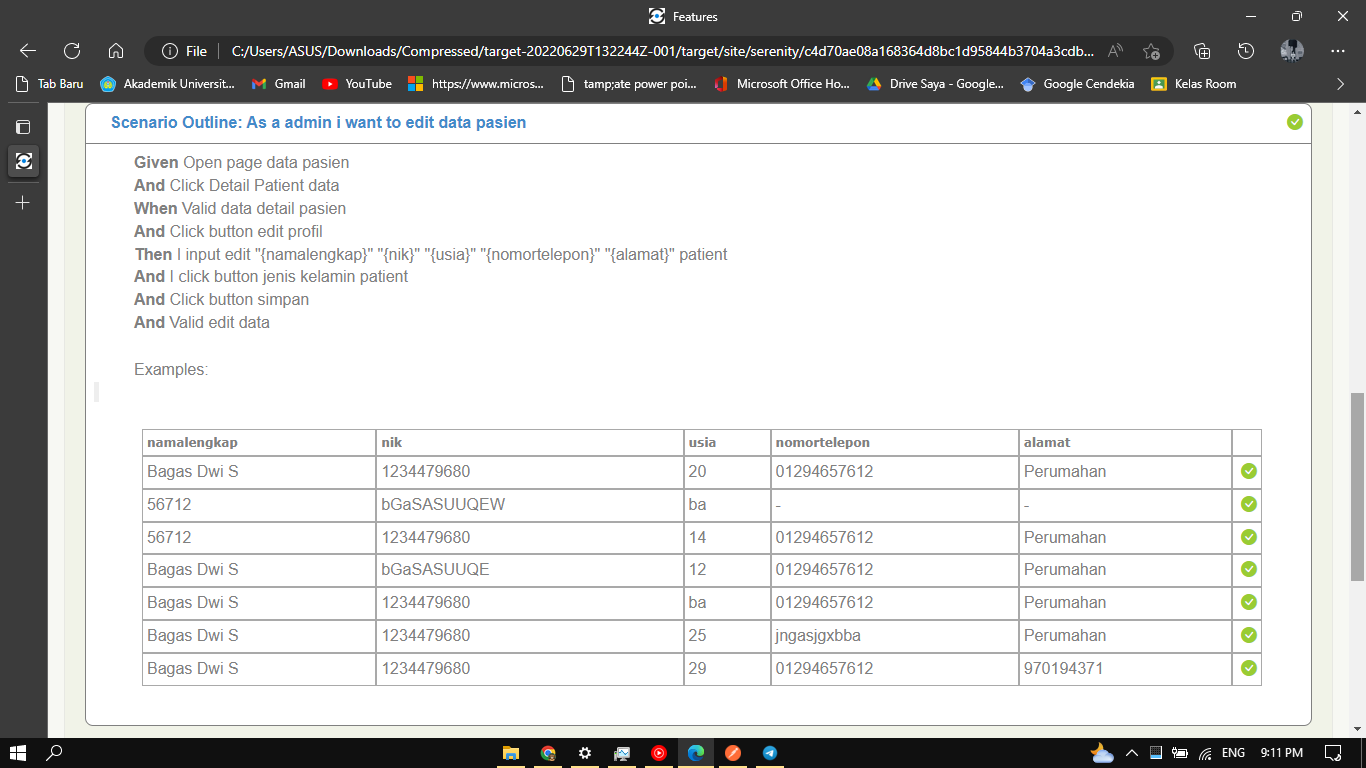 Features
File
C:/Users/ASUS/Downloads/Compressed/target-20220629T132244Z-001/target/site/serenity/c4d70ae08a168364d8bc1d95844b3704a3cdb...
Tab Baru
Akademik Universit...
Gmail
YouTube
https://www.micros...
tamp;ate power poi...
Microsoft Office Ho...
Drive Saya - Google...
Google Cendekia
Kelas Room
Scenario Outline: As a admin i want to edit data pasien
Given Open page data pasien
And Click Detail Patient data
When Valid data detail pasien
And Click button edit profil
Then I input edit "{namalengkap}" "{nik}" "{usia}" "{nomortelepon}" "{alamat}" patient
And I click button jenis kelamin patient
And Click button simpan
And Valid edit data
Examples:
namalengkap nik usia nomortelepon alamat
Bagas Dwi S 1234479680 20 01294657612 Perumahan
56712 bGaSASUUQEW ba - -
56712 1234479680 14 01294657612 Perumahan
Bagas Dwi S bGaSASUUQE 12 01294657612 Perumahan
Bagas Dwi S 1234479680 ba 01294657612 Perumahan
Bagas Dwi S 1234479680 25 jngasjgxbba Perumahan
Bagas Dwi S 1234479680 29 01294657612 970194371
ENG 9:11 PM